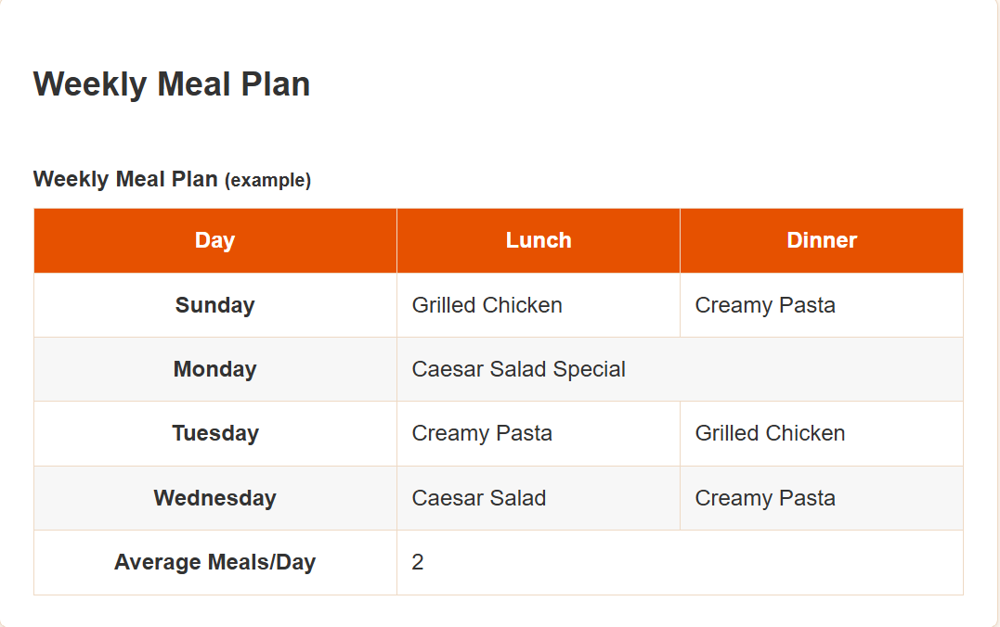 Weekly Meal Plan
Weekly Meal Plan (example)
Day Lunch Dinner
Sunday Grilled Chicken Creamy Pasta
Monday Caesar Salad Special
Tuesday Creamy Pasta Grilled Chicken
Wednesday Caesar Salad Creamy Pasta
Average Meals/Day 2